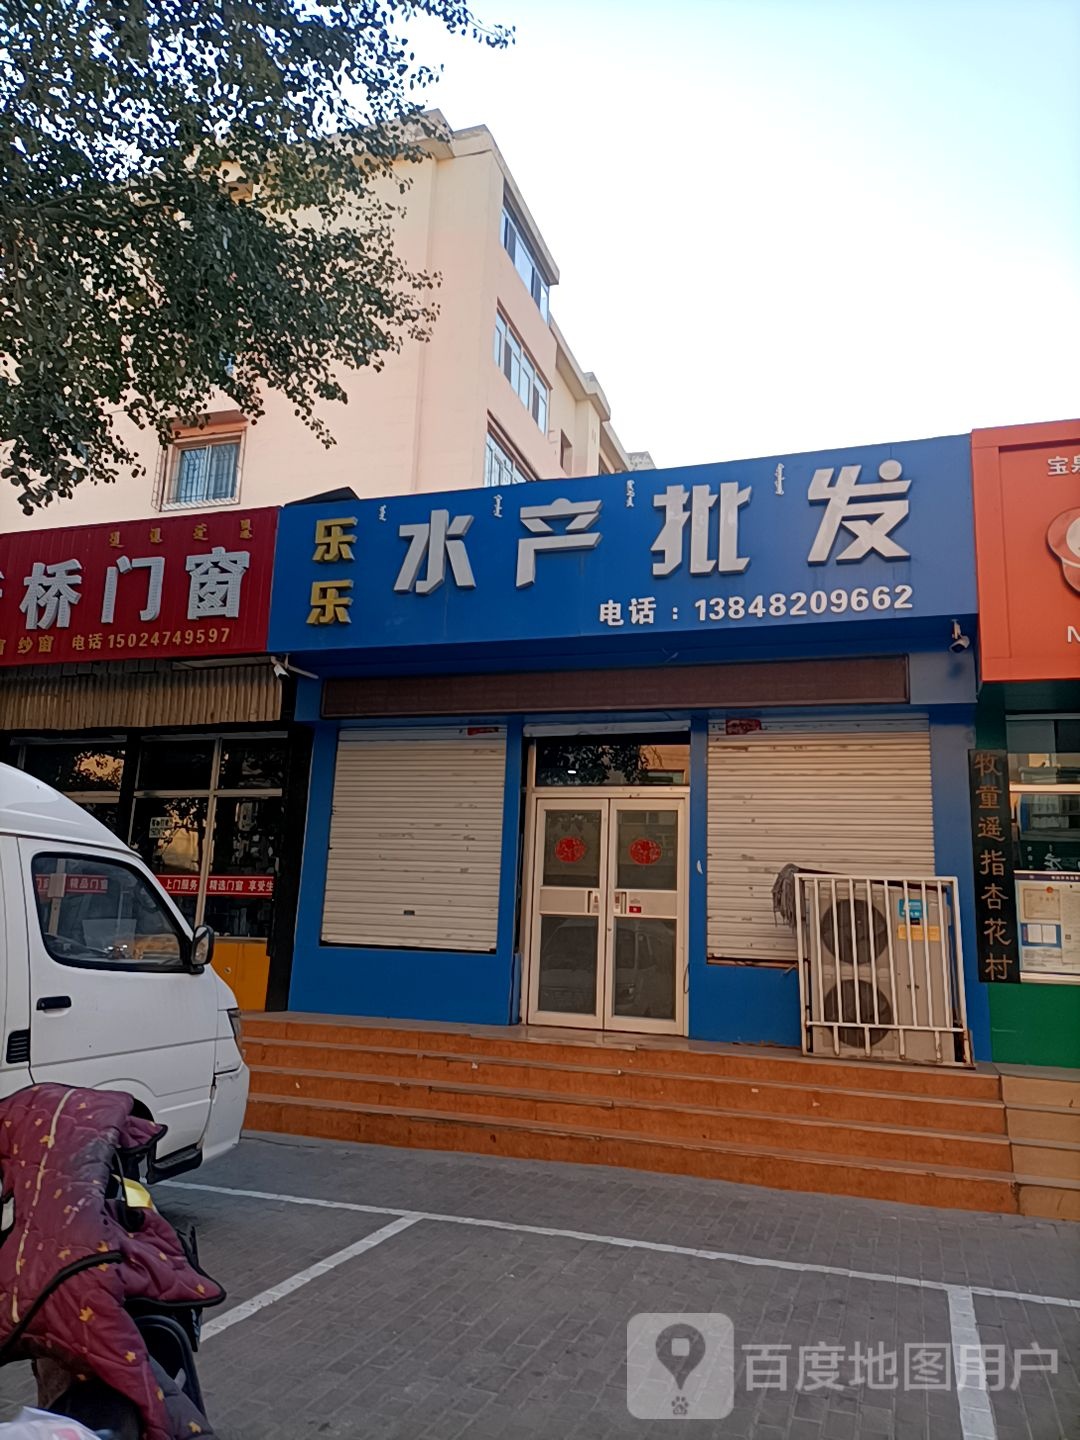 桥门窗
纱窗 电话15024749597
乐乐
水产批发
电话：13848209662
宝泉
N
牧童遥指杏花村
精品门窗
上门服务 精选门窗 享受生
百度地图用户